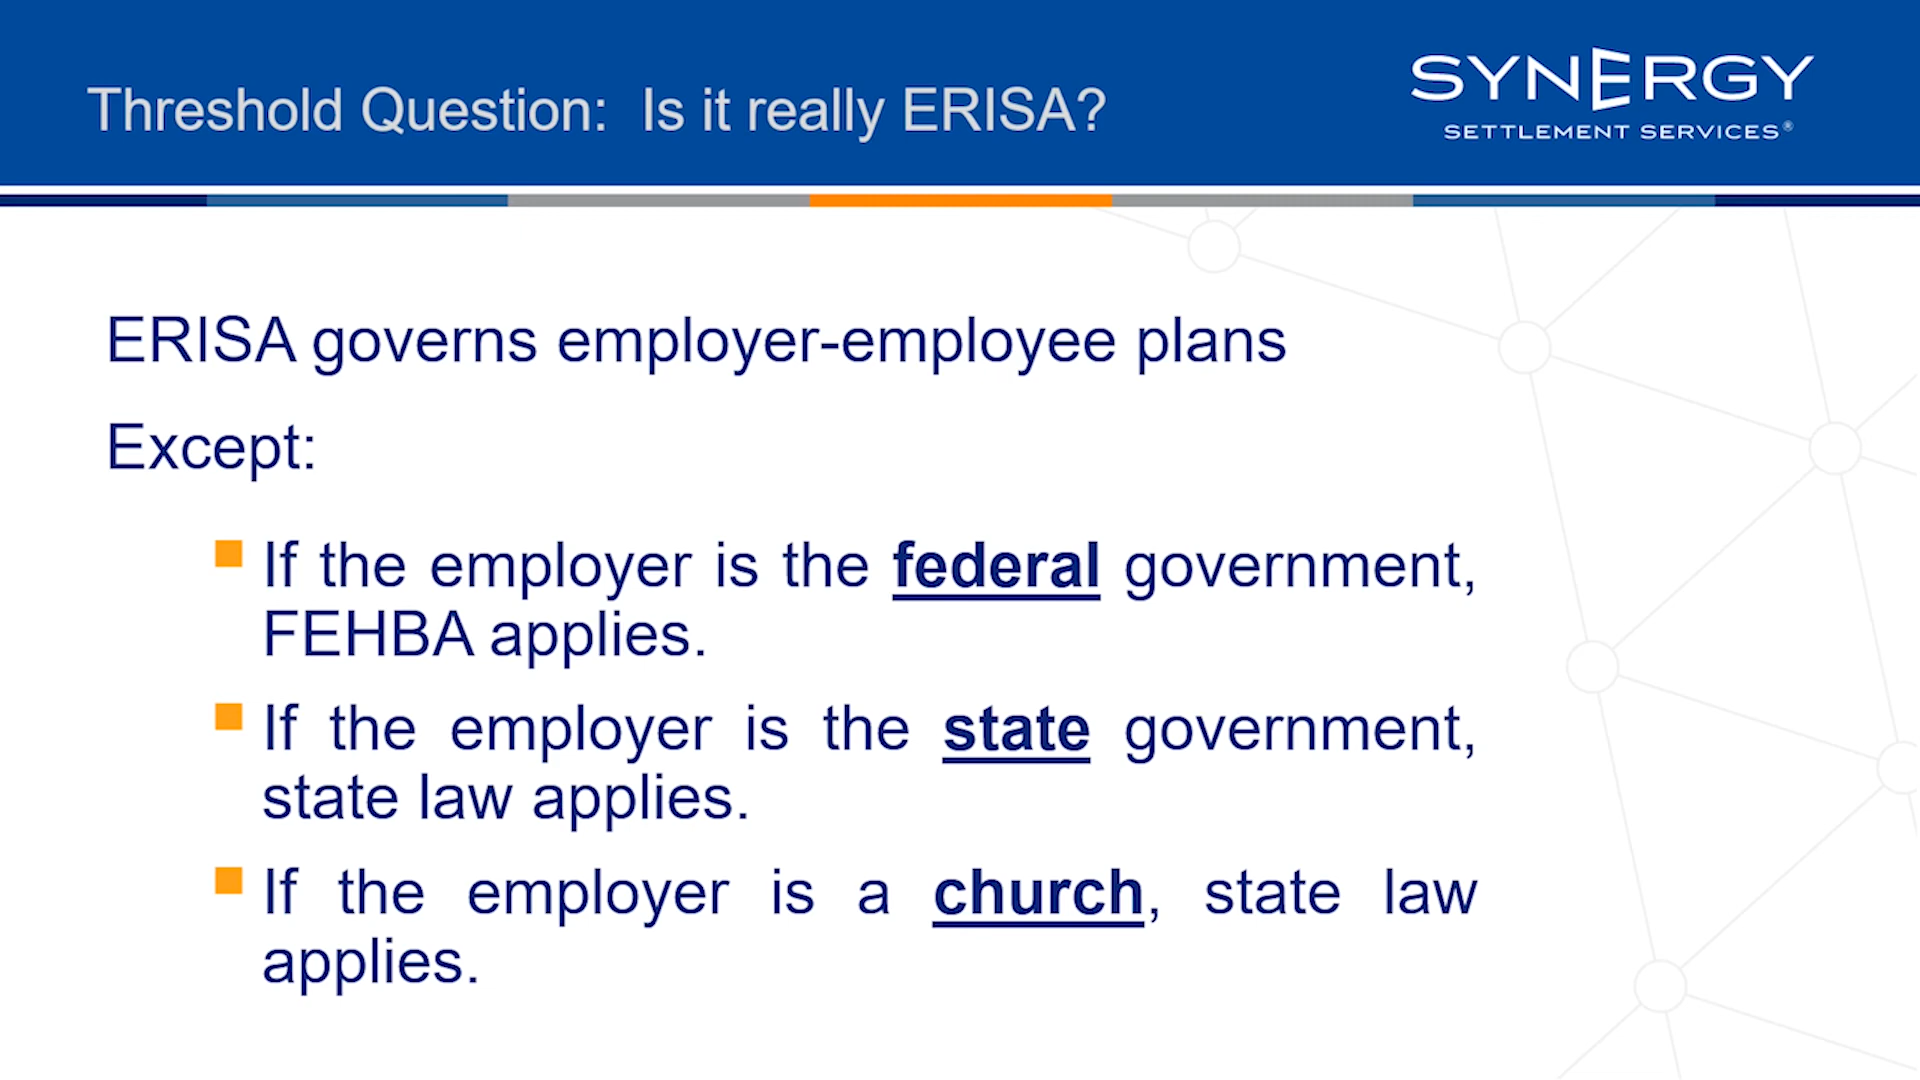 Threshold Question: Is it really ERISA?
SYNERGY
SETTLEMENT SERVICES®
ERISA governs employer-employee plans
Except:
If the employer is the federal government,
FEHBA applies.
If the employer is the state government,
state law applies.
If the employer is a church, state law
applies.